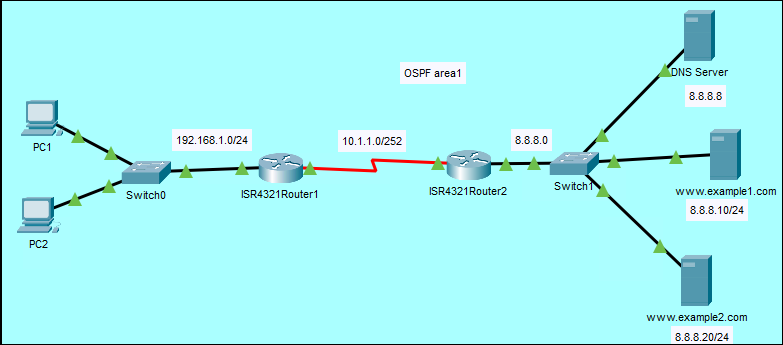 OSPF area1
DNS Server
8.8.8.8
PC1
192.168.1.0/24
10.1.1.0/252
8.8.8.0
Switch0
ISR4321Router1
ISR4321Router2
Switch1
www.example1.com
8.8.8.10/24
PC2
www.example2.com
8.8.8.20/24